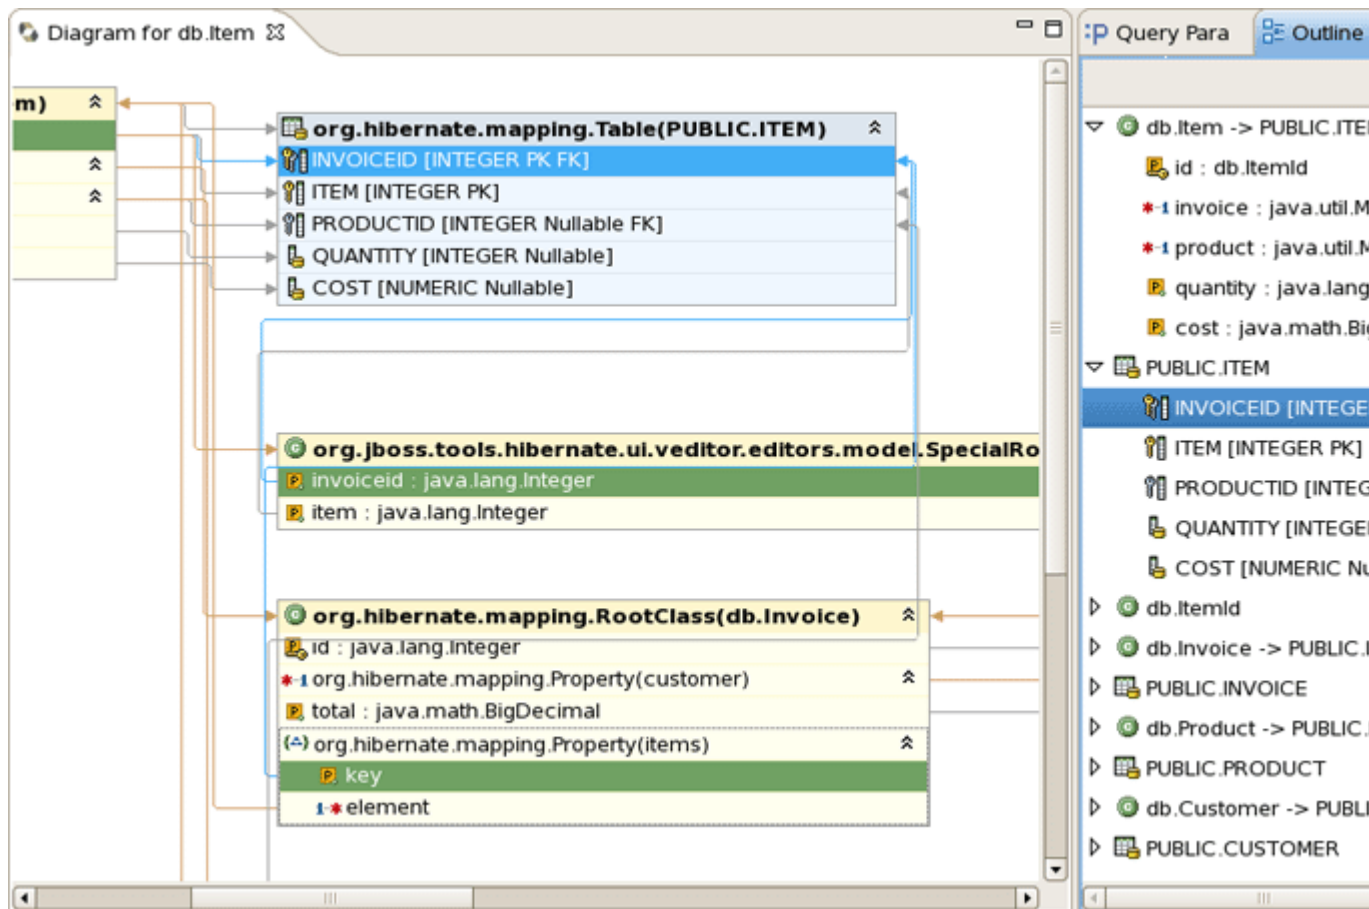 Diagram for db.Item
m)
org.hibernate.mapping.Table(PUBLIC.ITEM)
INVOICEID [INTEGER PK FK]
ITEM [INTEGER PK]
PRODUCTID [INTEGER Nullable FK]
QUANTITY [INTEGER Nullable]
COST [NUMERIC Nullable]
org.jboss.tools.hibernate.ui.veditor.editors.model.SpecialRo
invoiceid : java.lang.Integer
item : java.lang.Integer
org.hibernate.mapping.RootClass(db.Invoice)
id : java.lang.Integer
org.hibernate.mapping.Property(customer)
total : java.math.BigDecimal
org.hibernate.mapping.Property(items)
key
element
Query Para
Outline
db.Item -> PUBLIC.ITE
id : db.ItemId
invoice : java.util.M
product : java.util.M
quantity : java.lang
cost : java.math.Big
PUBLIC.ITEM
INVOICEID [INTEGE
ITEM [INTEGER PK]
PRODUCTID [INTEG
QUANTITY [INTEGER
COST [NUMERIC Nu
db.ItemId
db.Invoice -> PUBLIC.I
PUBLIC.INVOICE
db.Product -> PUBLIC.
PUBLIC.PRODUCT
db.Customer -> PUBLI
PUBLIC.CUSTOMER